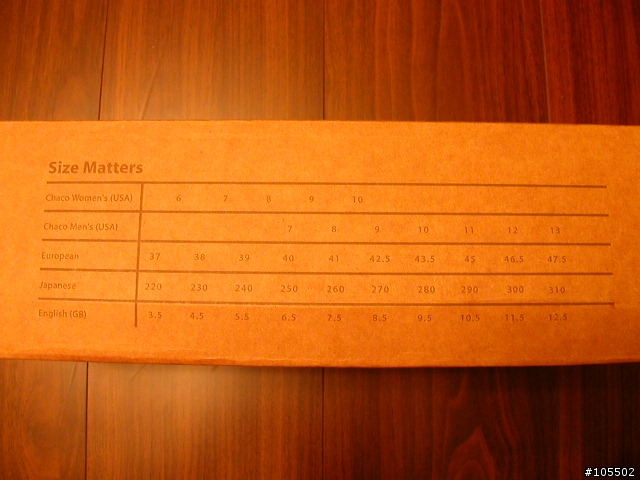 Size Matters
Chaco Women's (USA) 6 7 8 9 10
Chaco Men's (USA) 7 8 9 10 11 12 13
European 37 38 39 40 41 42.5 43.5 45 46.5 47.5
Japanese 220 230 240 250 260 270 280 290 300 310
English (GB) 3.5 4.5 5.5 6.5 7.5 8.5 9.5 10.5 11.5 12.5
#105502